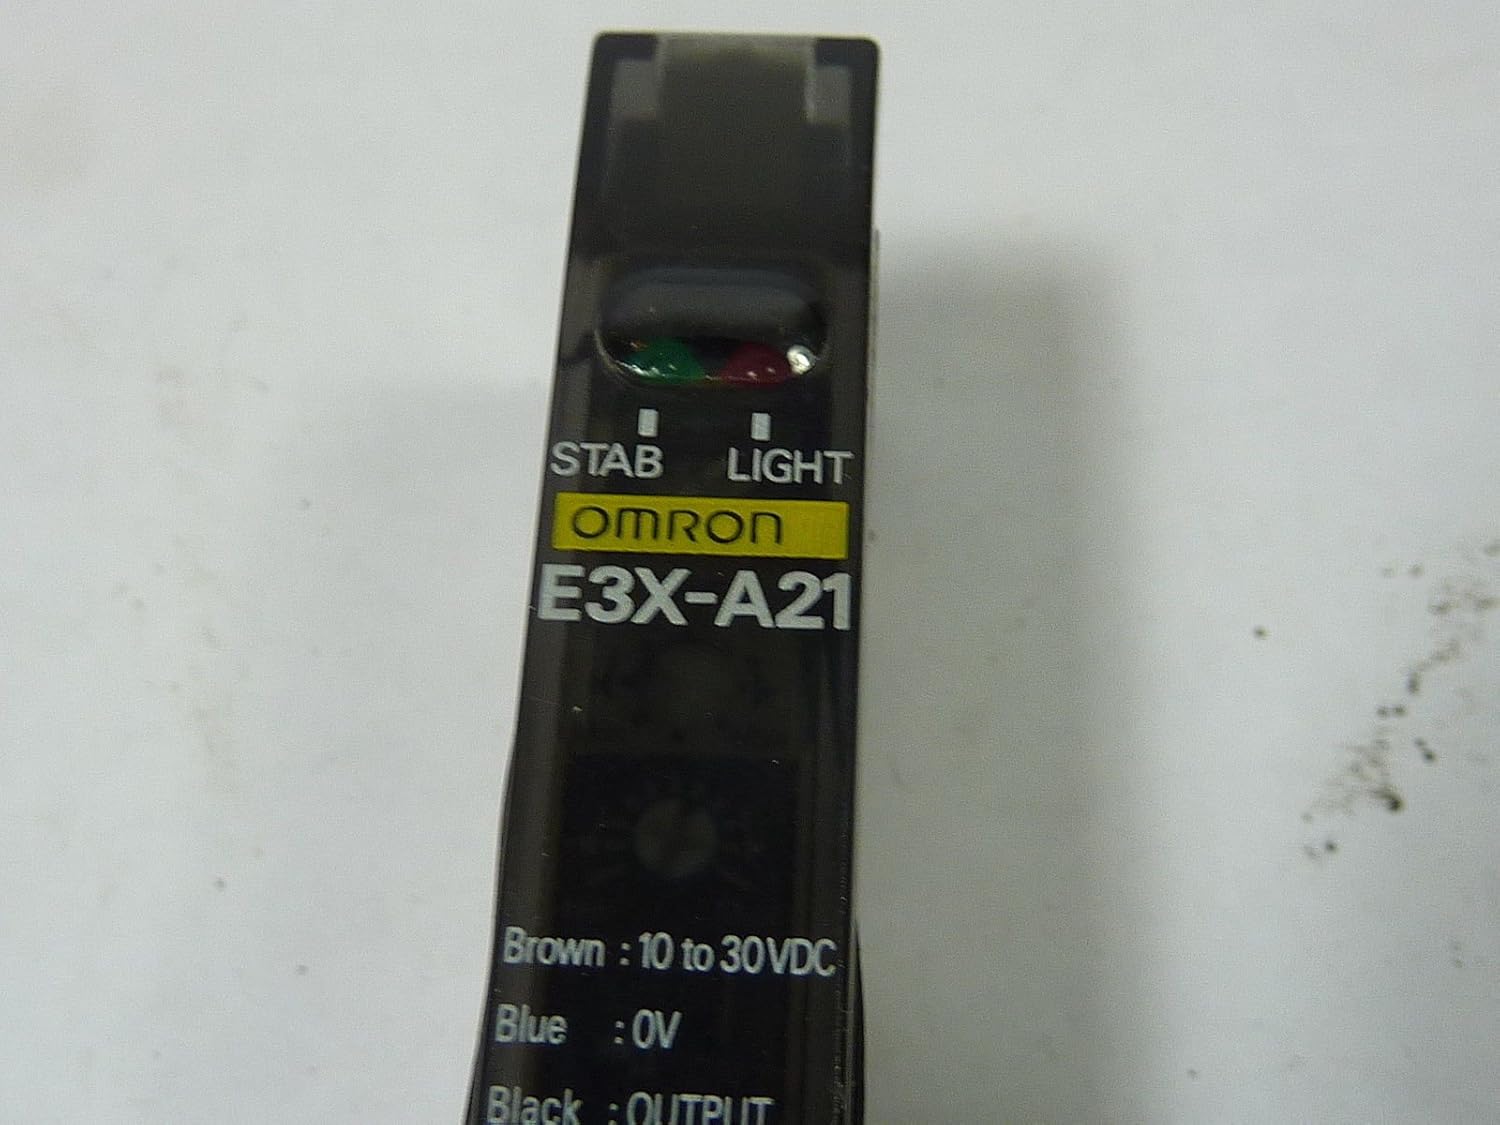 STAB LIGHT
OMRON
E3X-A21
Brown : 10 to 30VDC
Blue : 0V
Black : OUTPUT